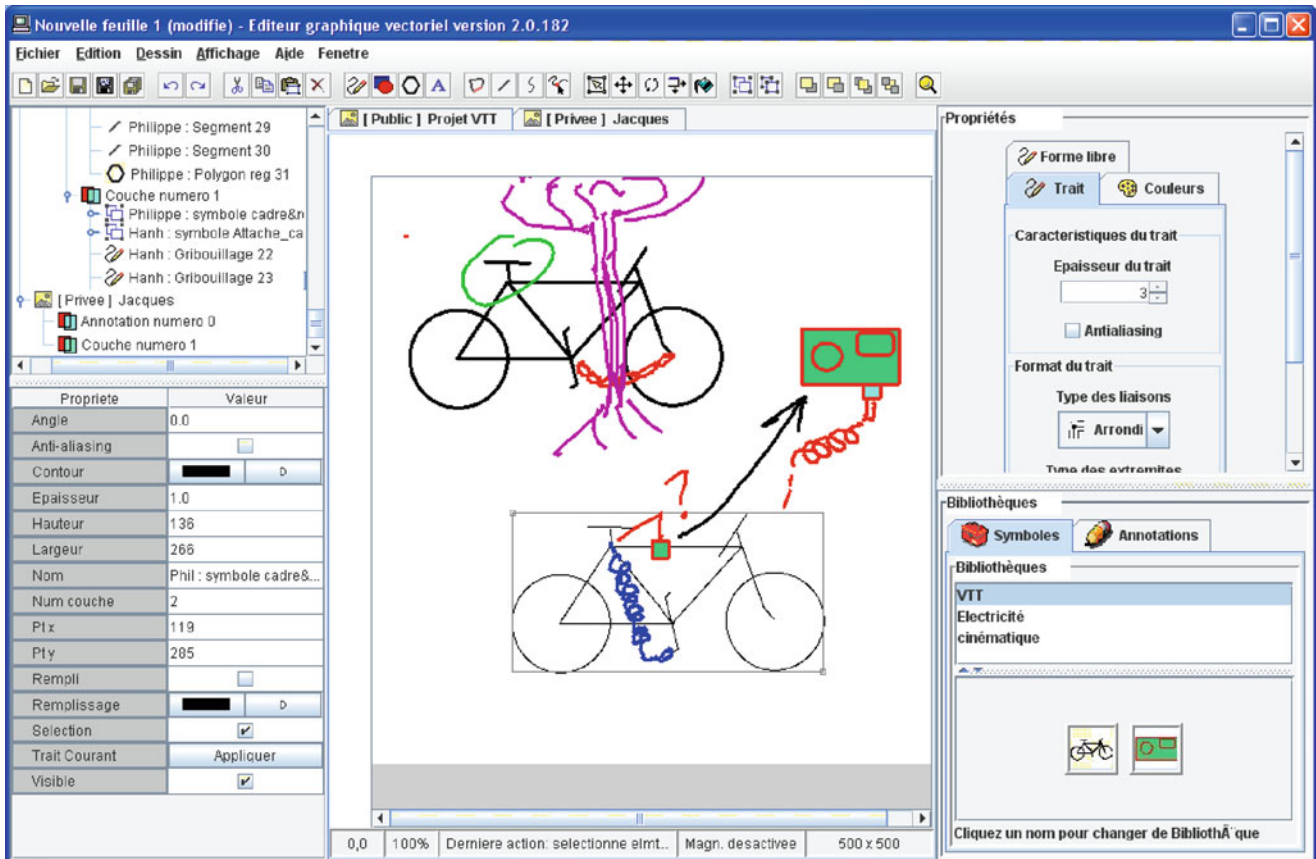 Nouvelle feuille 1 (modifie) - Editeur graphique vectoriel version 2.0.182
Fichier Edition Dessin Affichage Aide Fenetre
Philippe : Segment 29
Philippe : Segment 30
Philippe : Polygon reg 31
Couche numero 1
Philippe : symbole cadre&n
Hanh : symbole Attache_ca
Hanh : Gribouillage 22
Hanh : Gribouillage 23
[Privee] Jacques
Annotation numero 0
Couche numero 1
Propriete Valeur
Angle 0.0
Anti-aliasing
Contour D
Epaisseur 1.0
Hauteur 136
Largeur 266
Nom Phil : symbole cadre&...
Num couche 2
Pt x 119
Pt y 285
Rempli
Remplissage D
Selection
Trait Courant Appliquer
Visible
[ Public ] Projet VTT [ Privee ] Jacques
?
0,0 100% Derniere action: selectionne elmt... Magn. desactivee 500 x 500
Propriétés
Forme libre
Trait Couleurs
Caracteristiques du trait
Epaisseur du trait
3
Antialiasing
Format du trait
Type des liaisons
Arrondi
Type des extremites
Bibliothèques
Symboles Annotations
Bibliothèques
VTT
Electricité
cinématique
Cliquez un nom pour changer de BibliothÃ¨que